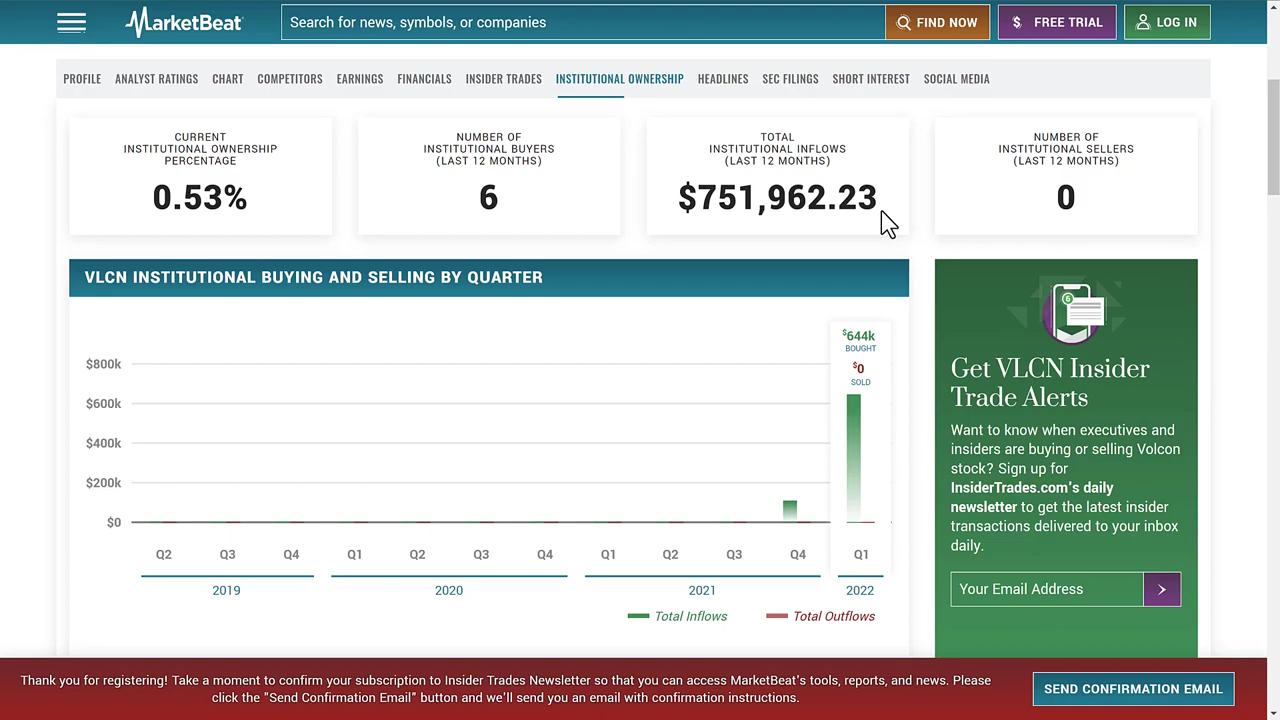 MarketBeat
Search for news, symbols, or companies
FIND NOW
$ FREE TRIAL
LOG IN
PROFILE ANALYST RATINGS CHART COMPETITORS EARNINGS FINANCIALS INSIDER TRADES INSTITUTIONAL OWNERSHIP HEADLINES SEC FILINGS SHORT INTEREST SOCIAL MEDIA
CURRENT
INSTITUTIONAL OWNERSHIP
PERCENTAGE
0.53%
NUMBER OF
INSTITUTIONAL BUYERS
(LAST 12 MONTHS)
6
TOTAL
INSTITUTIONAL INFLOWS
(LAST 12 MONTHS)
$751,962.23
NUMBER OF
INSTITUTIONAL SELLERS
(LAST 12 MONTHS)
0
VLCN INSTITUTIONAL BUYING AND SELLING BY QUARTER
$644k
BOUGHT
$0
SOLD
$800k
$600k
$400k
$200k
$0
Q2 Q3 Q4 Q1 Q2 Q3 Q4 Q1 Q2 Q3 Q4 Q1
2019 2020 2021 2022
Total Inflows Total Outflows
6
Get VLCN Insider
Trade Alerts
Want to know when executives and
insiders are buying or selling Volcon
stock? Sign up for
InsiderTrades.com's daily
newsletter to get the latest insider
transactions delivered to your inbox
daily.
Your Email Address
Thank you for registering! Take a moment to confirm your subscription to Insider Trades Newsletter so that you can access MarketBeat's tools, reports, and news. Please
click the "Send Confirmation Email" button and we'll send you an email with confirmation instructions.
SEND CONFIRMATION EMAIL